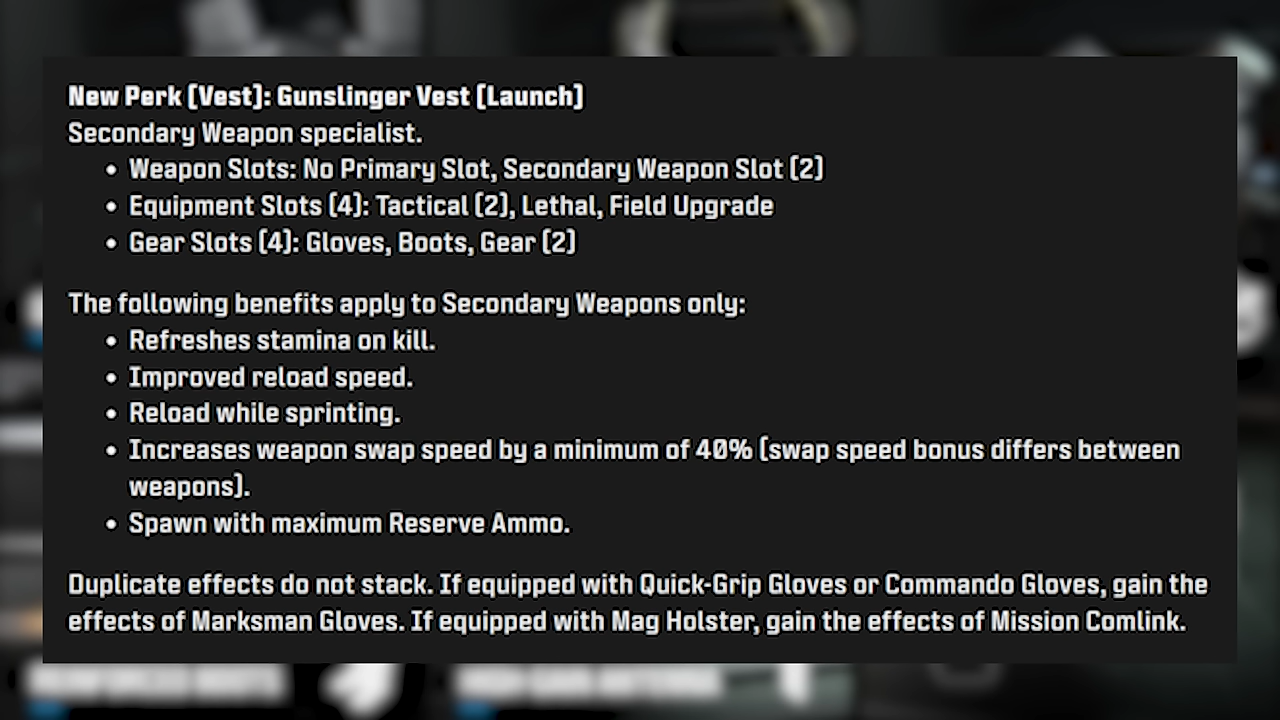 New Perk (Vest): Gunslinger Vest (Launch)
Secondary Weapon specialist.
• Weapon Slots: No Primary Slot, Secondary Weapon Slot (2)
• Equipment Slots (4): Tactical (2), Lethal, Field Upgrade
• Gear Slots (4): Gloves, Boots, Gear (2)
The following benefits apply to Secondary Weapons only:
• Refreshes stamina on kill.
• Improved reload speed.
• Reload while sprinting.
• Increases weapon swap speed by a minimum of 40% (swap speed bonus differs between
weapons).
• Spawn with maximum Reserve Ammo.
Duplicate effects do not stack. If equipped with Quick-Grip Gloves or Commando Gloves, gain the
effects of Marksman Gloves. If equipped with Mag Holster, gain the effects of Mission Comlink.